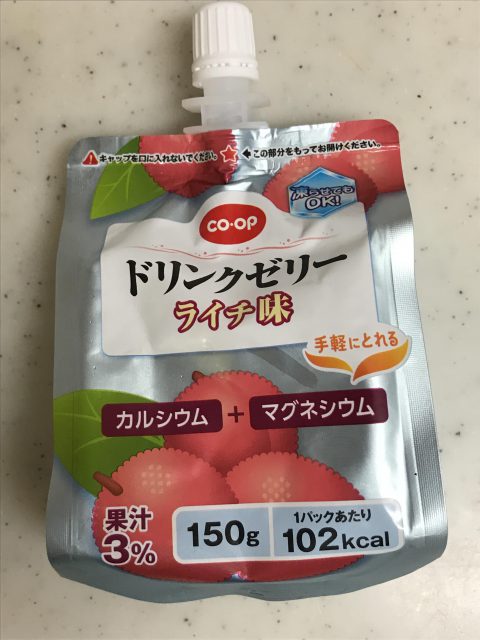 ⚠キャップを口に入れないでください。 ★ ←この部分をもってお開けください。
凍らせても
OK!
CO·OP
ドリンクゼリー
ライチ味
手軽にとれる
カルシウム + マグネシウム
果汁
3%
150g
1パックあたり
102kcal